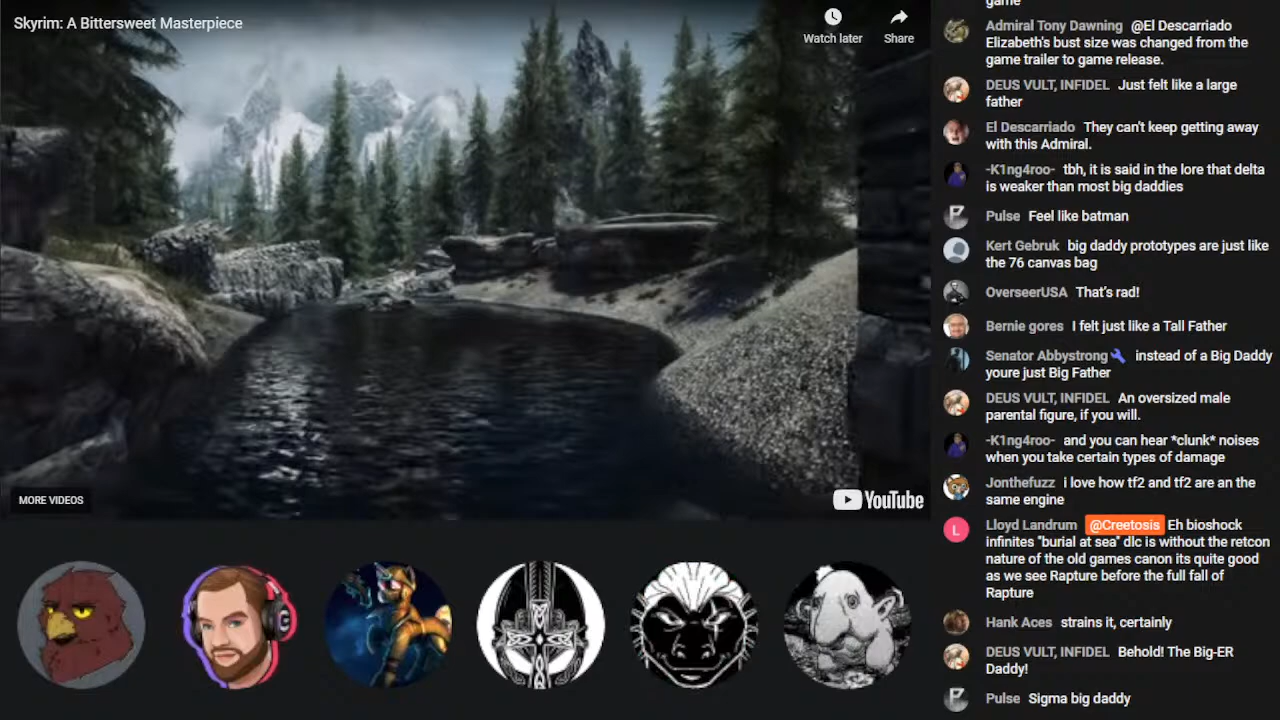 Skyrim: A Bittersweet Masterpiece
Watch later
Share
MORE VIDEOS
YouTube
game
Admiral Tony Dawning @El Descarriado
Elizabeth's bust size was changed from the
game trailer to game release.
DEUS VULT, INFIDEL Just felt like a large
father
El Descarriado They can't keep getting away
with this Admiral.
-K1ng4roo- tbh, it is said in the lore that delta
is weaker than most big daddies
Pulse Feel like batman
Kert Gebruk big daddy prototypes are just like
the 76 canvas bag
OverseerUSA That's rad!
Bernie gores I felt just like a Tall Father
Senator Abbystrong instead of a Big Daddy
youre just Big Father
DEUS VULT, INFIDEL An oversized male
parental figure, if you will.
-K1ng4roo- and you can hear *clunk* noises
when you take certain types of damage
Jonthefuzz i love how tf2 and tf2 are an the
same engine
L
Lloyd Landrum @Creetosis Eh bioshock
infinites "burial at sea" dlc is without the retcon
nature of the old games canon its quite good
as we see Rapture before the full fall of
Rapture
Hank Aces strains it, certainly
DEUS VULT, INFIDEL Behold! The Big-ER
Daddy!
Pulse Sigma big daddy